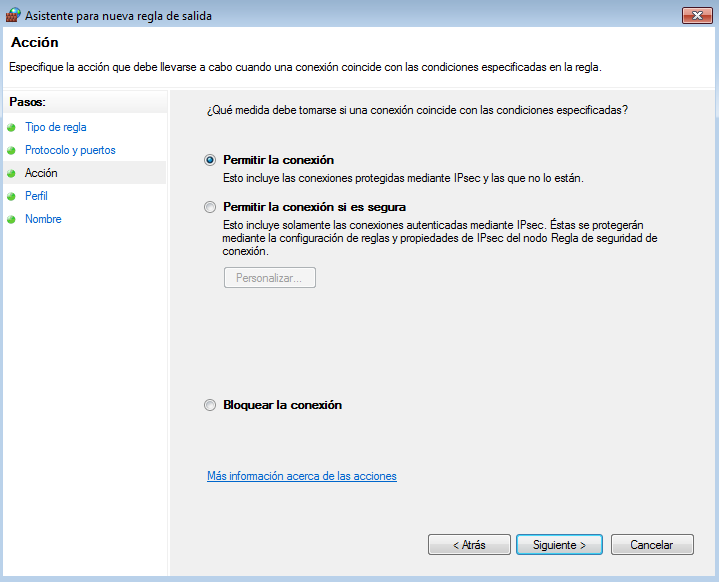 Asistente para nueva regla de salida
Acción
Especifique la acción que debe llevarse a cabo cuando una conexión coincide con las condiciones especificadas en la regla.
Pasos:
Tipo de regla
Protocolo y puertos
Acción
Perfil
Nombre
¿Qué medida debe tomarse si una conexión coincide con las condiciones especificadas?
Permitir la conexión
Esto incluye las conexiones protegidas mediante IPsec y las que no lo están.
Permitir la conexión si es segura
Esto incluye solamente las conexiones autenticadas mediante IPsec. Éstas se protegerán
mediante la configuración de reglas y propiedades de IPsec del nodo Regla de seguridad de
conexión.
Personalizar...
Bloquear la conexión
Más información acerca de las acciones
< Atrás
Siguiente >
Cancelar